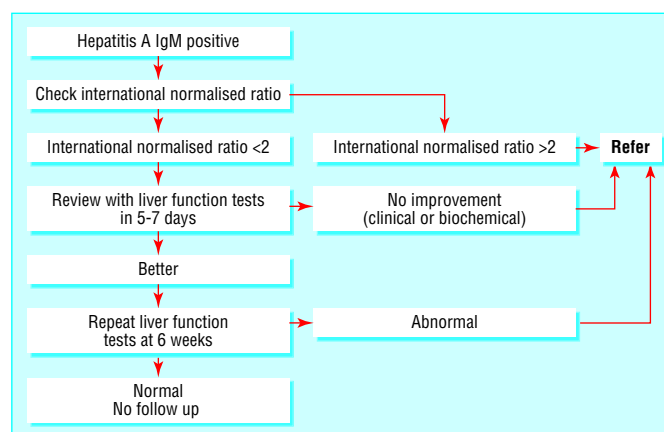 Hepatitis A IgM positive
Check international normalised ratio
International normalised ratio <2
International normalised ratio >2
Refer
Review with liver function tests
in 5-7 days
No improvement
(clinical or biochemical)
Better
Repeat liver function
tests at 6 weeks
Abnormal
Normal
No follow up